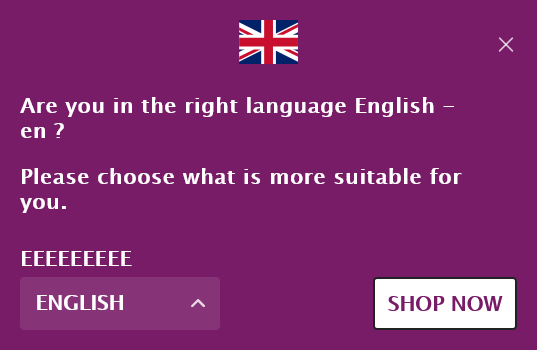 Are you in the right language English –
en ?
Please choose what is more suitable for
you.
EEEEEEEEE
ENGLISH
SHOP NOW